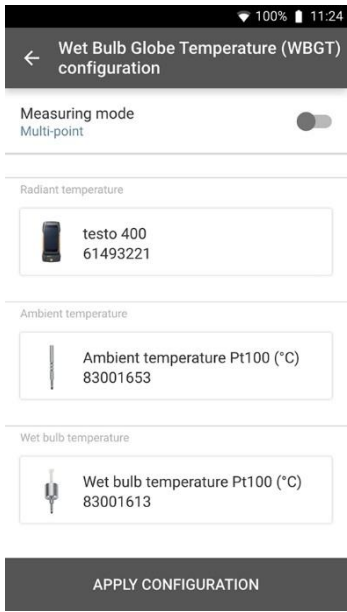 100% 11:24
Wet Bulb Globe Temperature (WBGT)
configuration
Measuring mode
Multi-point
Radiant temperature
testo 400
61493221
Ambient temperature
Ambient temperature Pt100 (°C)
83001653
Wet bulb temperature
Wet bulb temperature Pt100 (°C)
83001613
APPLY CONFIGURATION